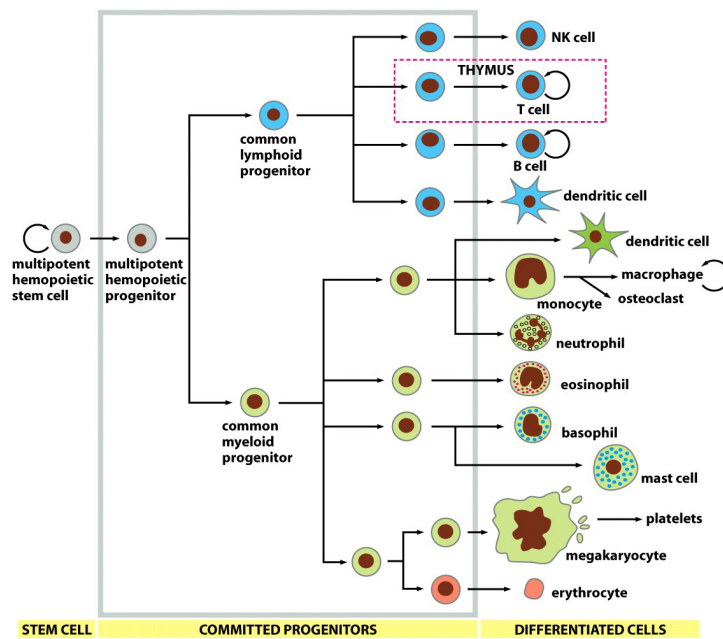 NK cell
THYMUS
T cell
common
lymphoid
progenitor
B cell
dendritic cell
dendritic cell
multipotent
hemopoietic
stem cell
multipotent
hemopoietic
progenitor
macrophage
monocyte
osteoclast
neutrophil
eosinophil
common
myeloid
progenitor
basophil
mast cell
platelets
megakaryocyte
erythrocyte
STEM CELL
COMMITTED PROGENITORS
DIFFERENTIATED CELLS